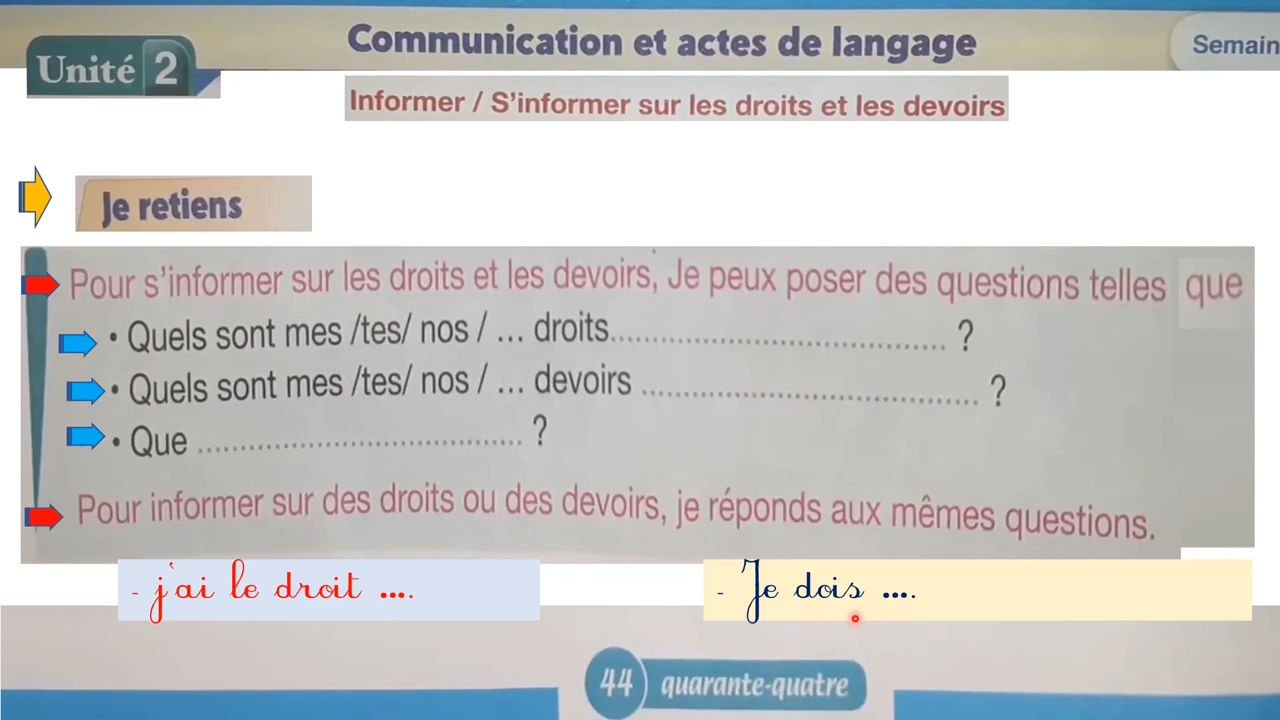 Communication et actes de langage
Semain
Unité 2
Informer / S'informer sur les droits et les devoirs
Je retiens
Pour s'informer sur les droits et les devoirs, Je peux poser des questions telles que
• Quels sont mes /tes/ nos / ... droits.................................................. ?
• Quels sont mes /tes/ nos / ... devoirs .................................................. ?
• Que .................................................. ?
Pour informer sur des droits ou des devoirs, je réponds aux mêmes questions.
- j'ai le droit ....
- Je dois ....
44 quarante-quatre